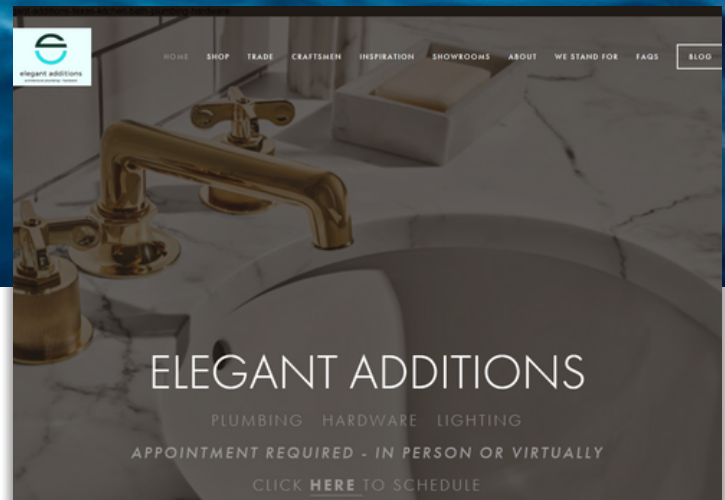 elegant additions
HOME SHOP TRADE CRAFTSMEN INSPIRATION SHOWROOMS ABOUT WE STAND FOR FAQS BLOG
ELEGANT ADDITIONS
PLUMBING HARDWARE LIGHTING
APPOINTMENT REQUIRED - IN PERSON OR VIRTUALLY
CLICK HERE TO SCHEDULE